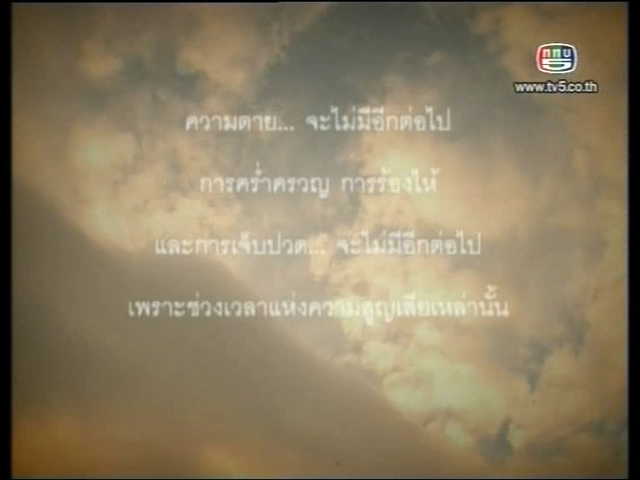 ททบ
5
www.tv5.co.th
ความตาย... จะไม่มีอีกต่อไป
การคร่ำครวญ การร้องไห้
และการเจ็บปวด... จะไม่มีอีกต่อไป
เพราะช่วงเวลาแห่งความสูญเสียเหล่านั้น